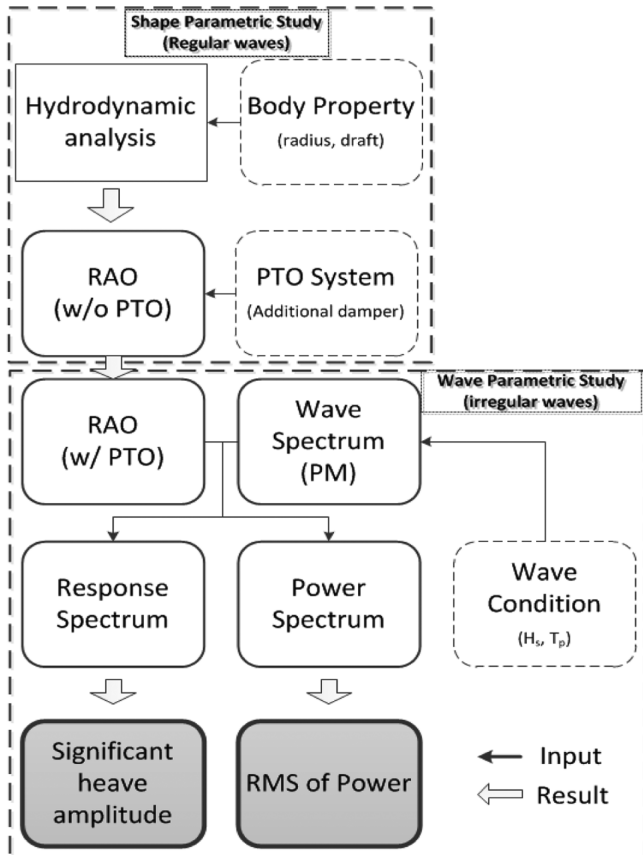 Shape Parametric Study
(Regular waves)
Hydrodynamic
analysis
Body Property
(radius, draft)
RAO
(w/o PTO)
PTO System
(Additional damper)
Wave Parametric Study
(irregular waves)
RAO
(w/ PTO)
Wave
Spectrum
(PM)
Response
Spectrum
Power
Spectrum
Wave
Condition
(Hs, Tp)
Significant
heave
amplitude
RMS of Power
Input
Result